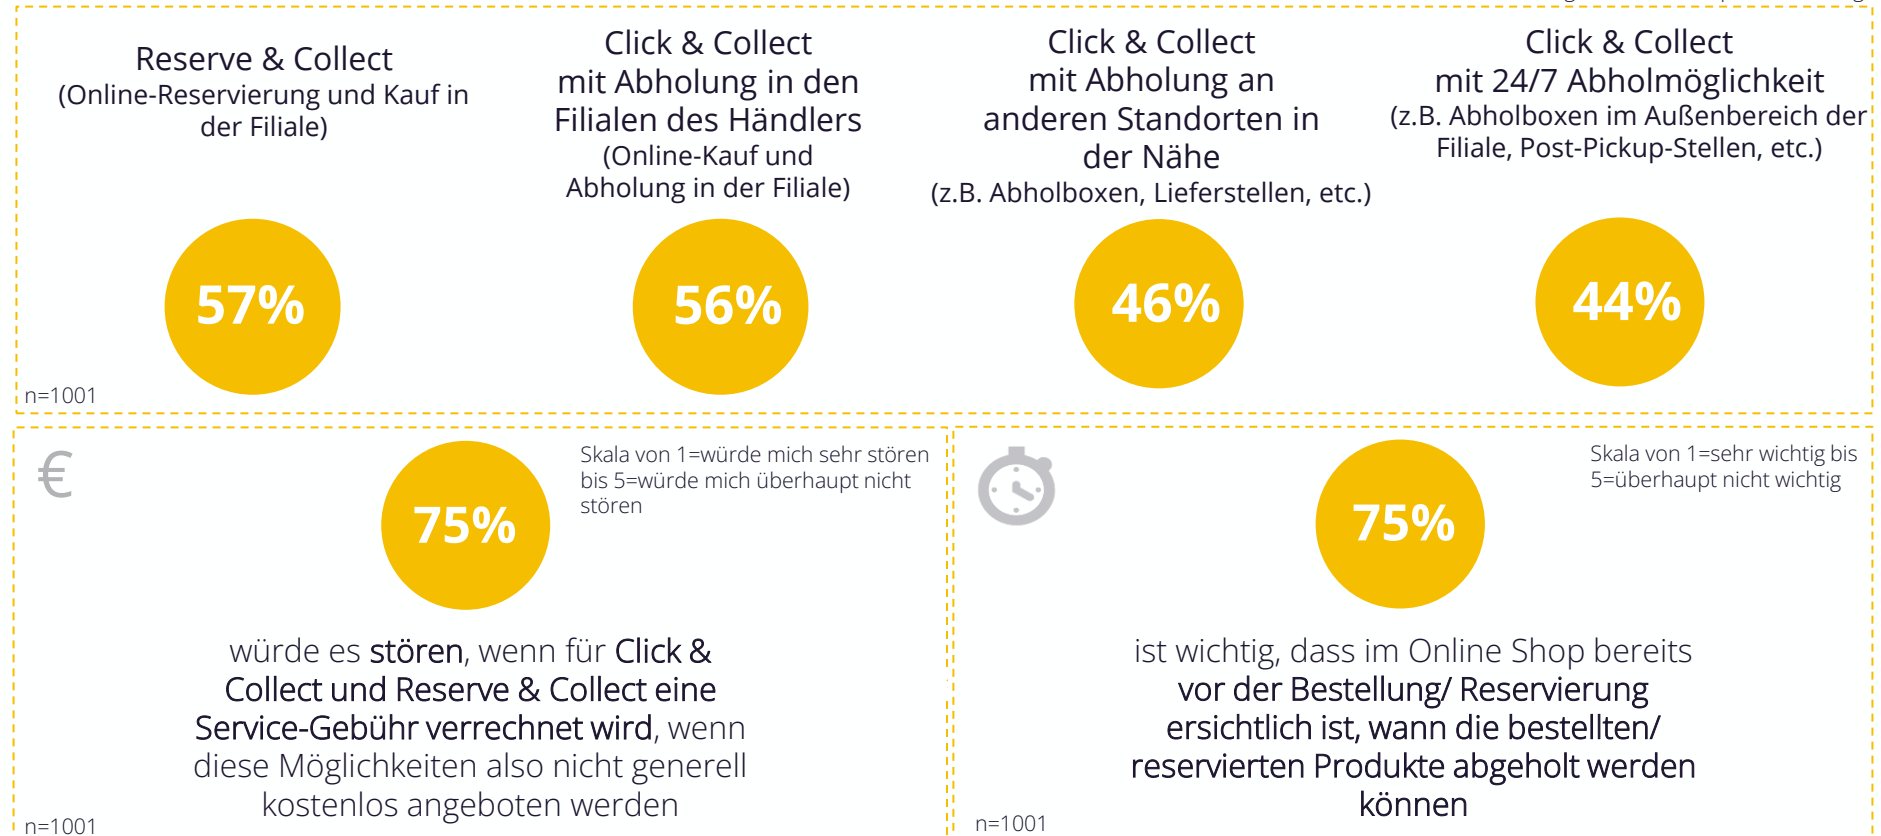 Reserve & Collect
(Online-Reservierung und Kauf in
der Filiale)
Click & Collect
mit Abholung in den
Filialen des Händlers
(Online-Kauf und
Abholung in der Filiale)
Click & Collect
mit Abholung an
anderen Standorten in
der Nähe
(z.B. Abholboxen, Lieferstellen, etc.)
Click & Collect
mit 24/7 Abholmöglichkeit
(z.B. Abholboxen im Außenbereich der
Filiale, Post-Pickup-Stellen, etc.)
57%
56%
46%
44%
n=1001
€
75%
Skala von 1=würde mich sehr stören
bis 5=würde mich überhaupt nicht
stören
würde es stören, wenn für Click &
Collect und Reserve & Collect eine
Service-Gebühr verrechnet wird, wenn
diese Möglichkeiten also nicht generell
kostenlos angeboten werden
n=1001
75%
Skala von 1=sehr wichtig bis
5=überhaupt nicht wichtig
ist wichtig, dass im Online Shop bereits
vor der Bestellung/ Reservierung
ersichtlich ist, wann die bestellten/
reservierten Produkte abgeholt werden
können
n=1001